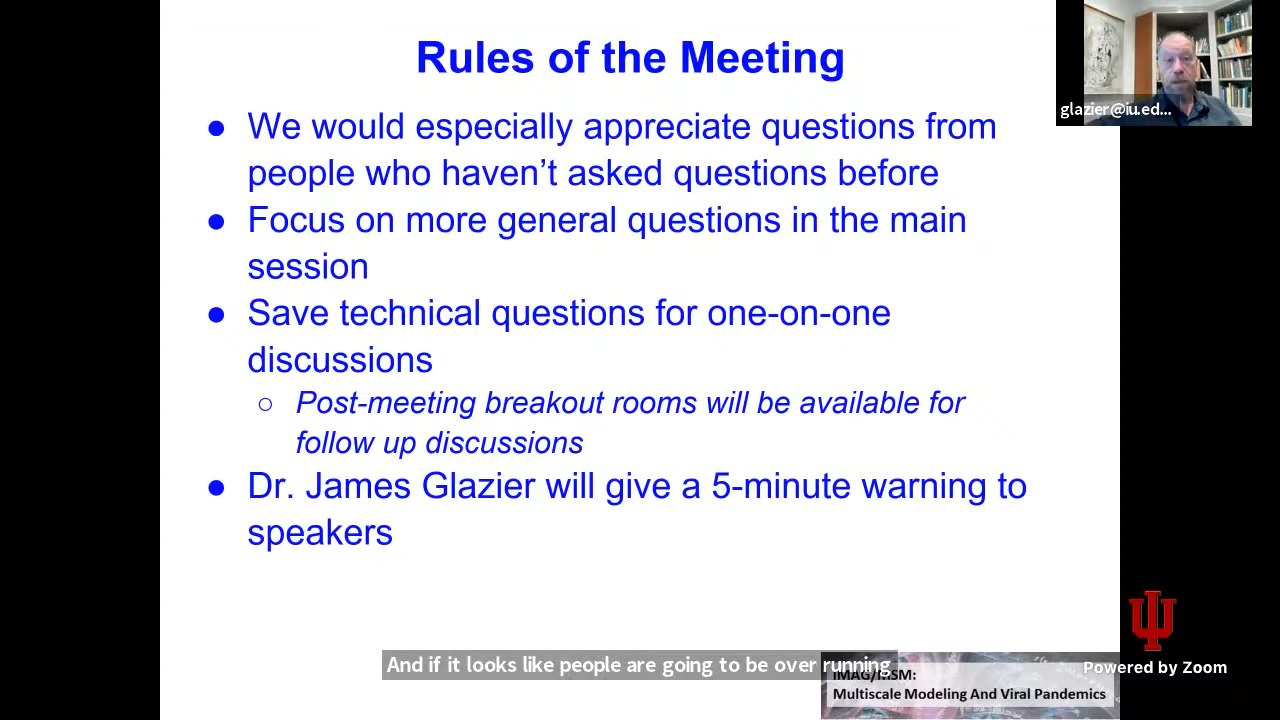 Rules of the Meeting
glazier@iu.ed...
● We would especially appreciate questions from
people who haven't asked questions before
● Focus on more general questions in the main
session
● Save technical questions for one-on-one
discussions
○ Post-meeting breakout rooms will be available for
follow up discussions
● Dr. James Glazier will give a 5-minute warning to
speakers
And if it looks like people are going to be over running
IMAG/MSM:
Multiscale Modeling And Viral Pandemics
Powered by Zoom